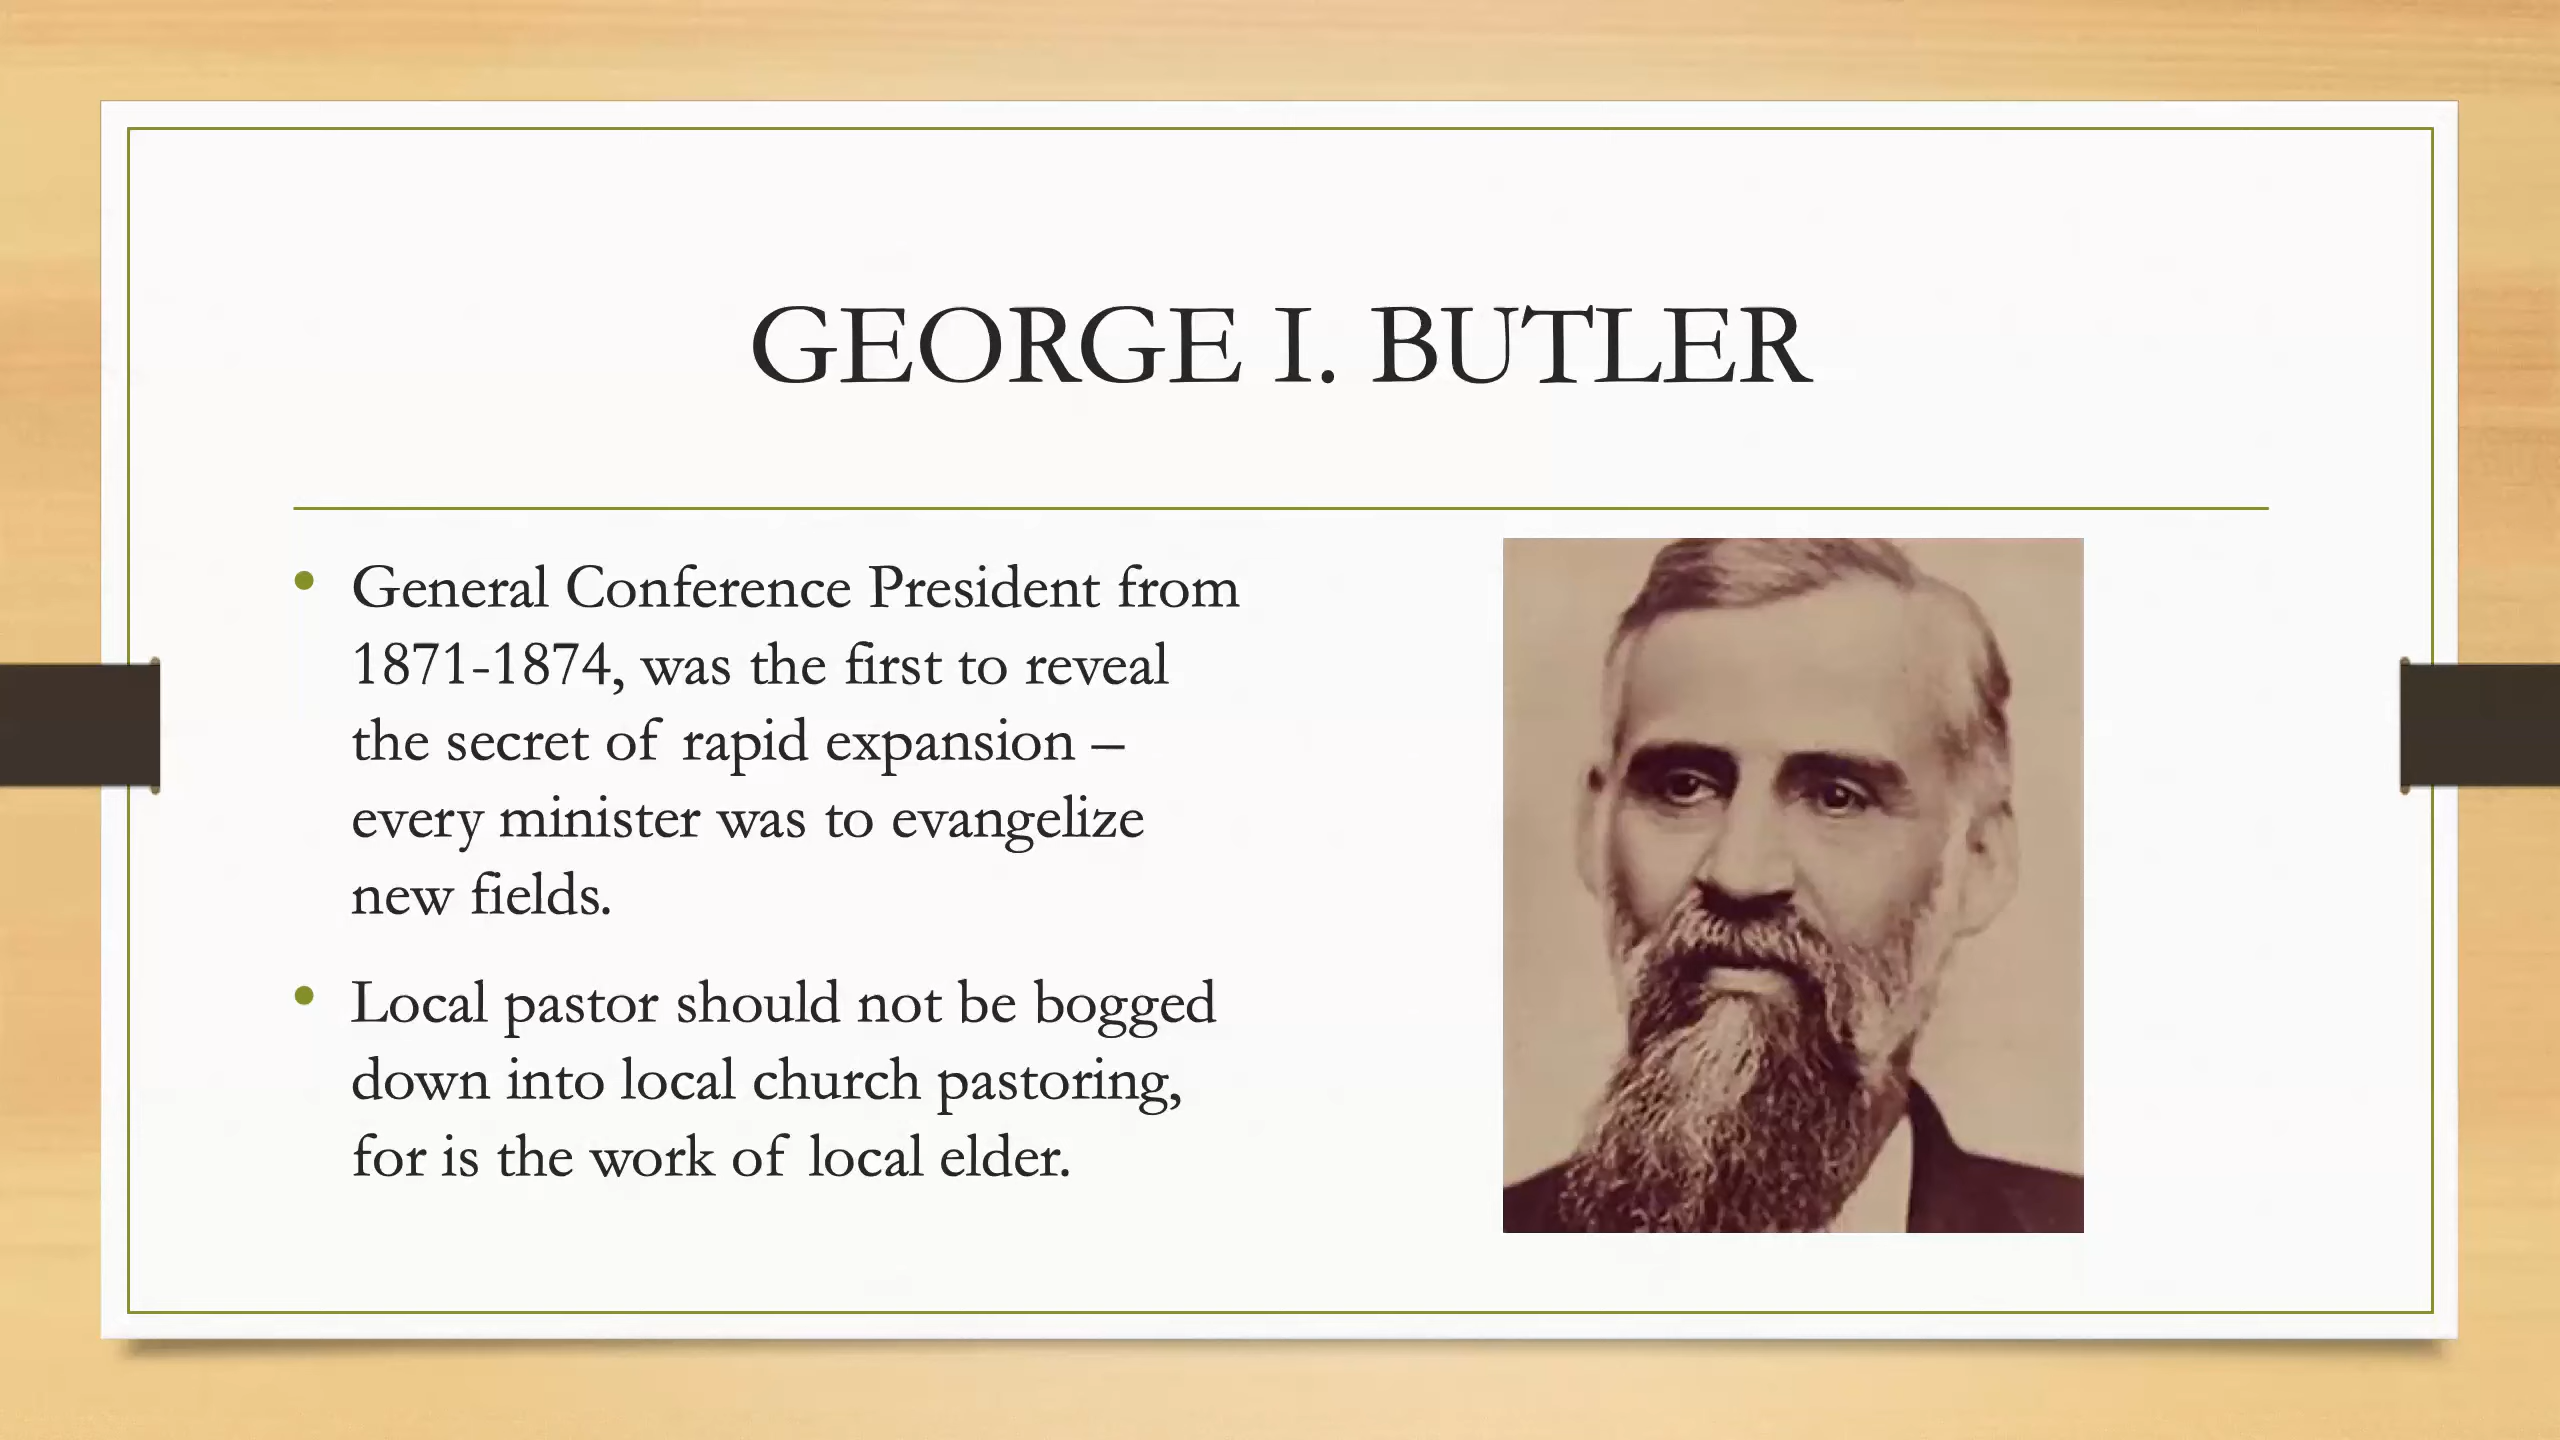 GEORGE I. BUTLER
• General Conference President from
1871-1874, was the first to reveal
the secret of rapid expansion –
every minister was to evangelize
new fields.
• Local pastor should not be bogged
down into local church pastoring,
for is the work of local elder.